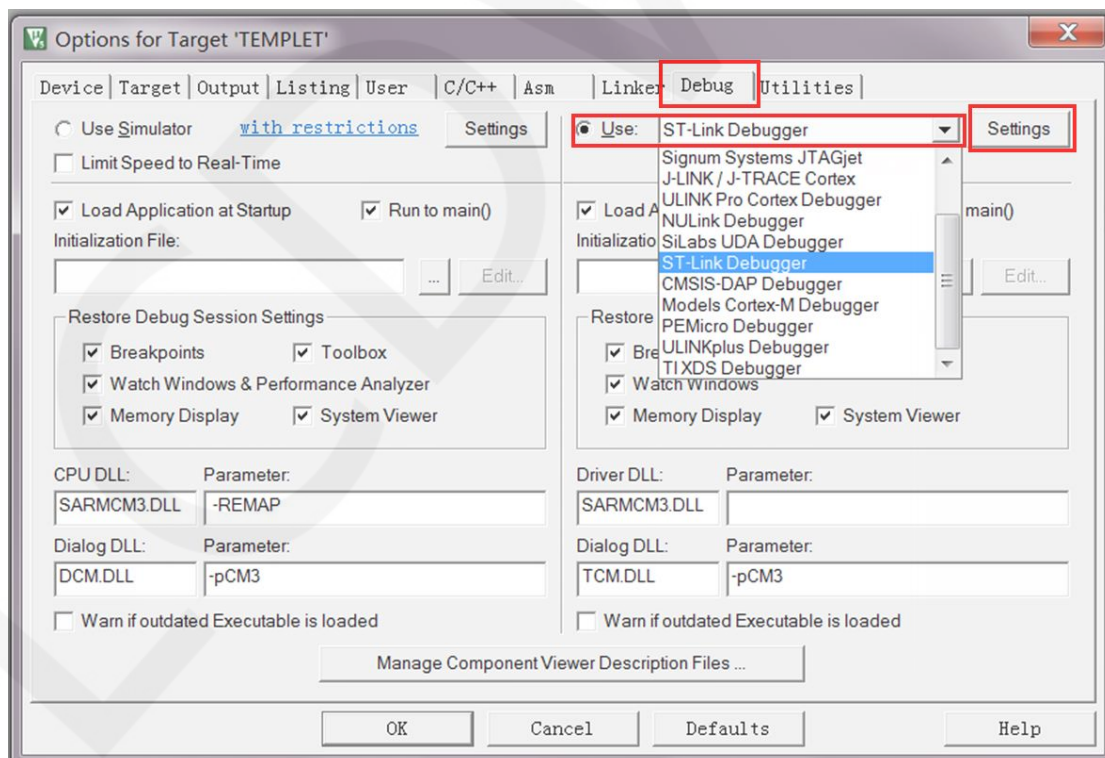 Options for Target 'TEMPLET'
Device Target Output Listing User C/C++ Asm Linker Debug Utilities
Use Simulator with restrictions Settings
Limit Speed to Real-Time
Load Application at Startup Run to main()
Initialization File:
... Edit...
Restore Debug Session Settings
Breakpoints Toolbox
Watch Windows & Performance Analyzer
Memory Display System Viewer
CPU DLL: Parameter:
SARMCM3.DLL -REMAP
Dialog DLL: Parameter:
DCM.DLL -pCM3
Warn if outdated Executable is loaded
Use: ST-Link Debugger Settings
Signum Systems JTAGjet
J-LINK / J-TRACE Cortex
ULINK Pro Cortex Debugger
NULink Debugger
SiLabs UDA Debugger
ST-Link Debugger
CMSIS-DAP Debugger
Models Cortex-M Debugger
PEMicro Debugger
ULINKplus Debugger
TI XDS Debugger
Load A main()
Initializatio
Edit...
Restore
Bre
Watch Windows
Memory Display System Viewer
Driver DLL: Parameter:
SARMCM3.DLL
Dialog DLL: Parameter:
TCM.DLL -pCM3
Warn if outdated Executable is loaded
Manage Component Viewer Description Files ...
OK Cancel Defaults Help